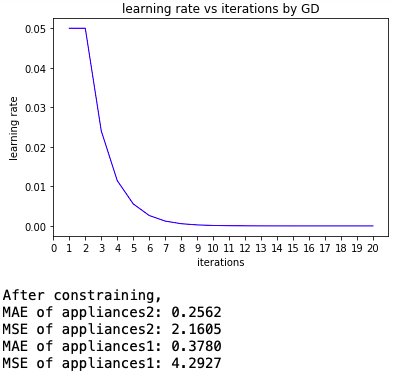 learning rate vs iterations by GD
0.05
0.04
0.03
0.02
0.01
0.00
learning rate
0 1 2 3 4 5 6 7 8 9 10 11 12 13 14 15 16 17 18 19 20
iterations
After constraining,
MAE of appliances2: 0.2562
MSE of appliances2: 2.1605
MAE of appliances1: 0.3780
MSE of appliances1: 4.2927